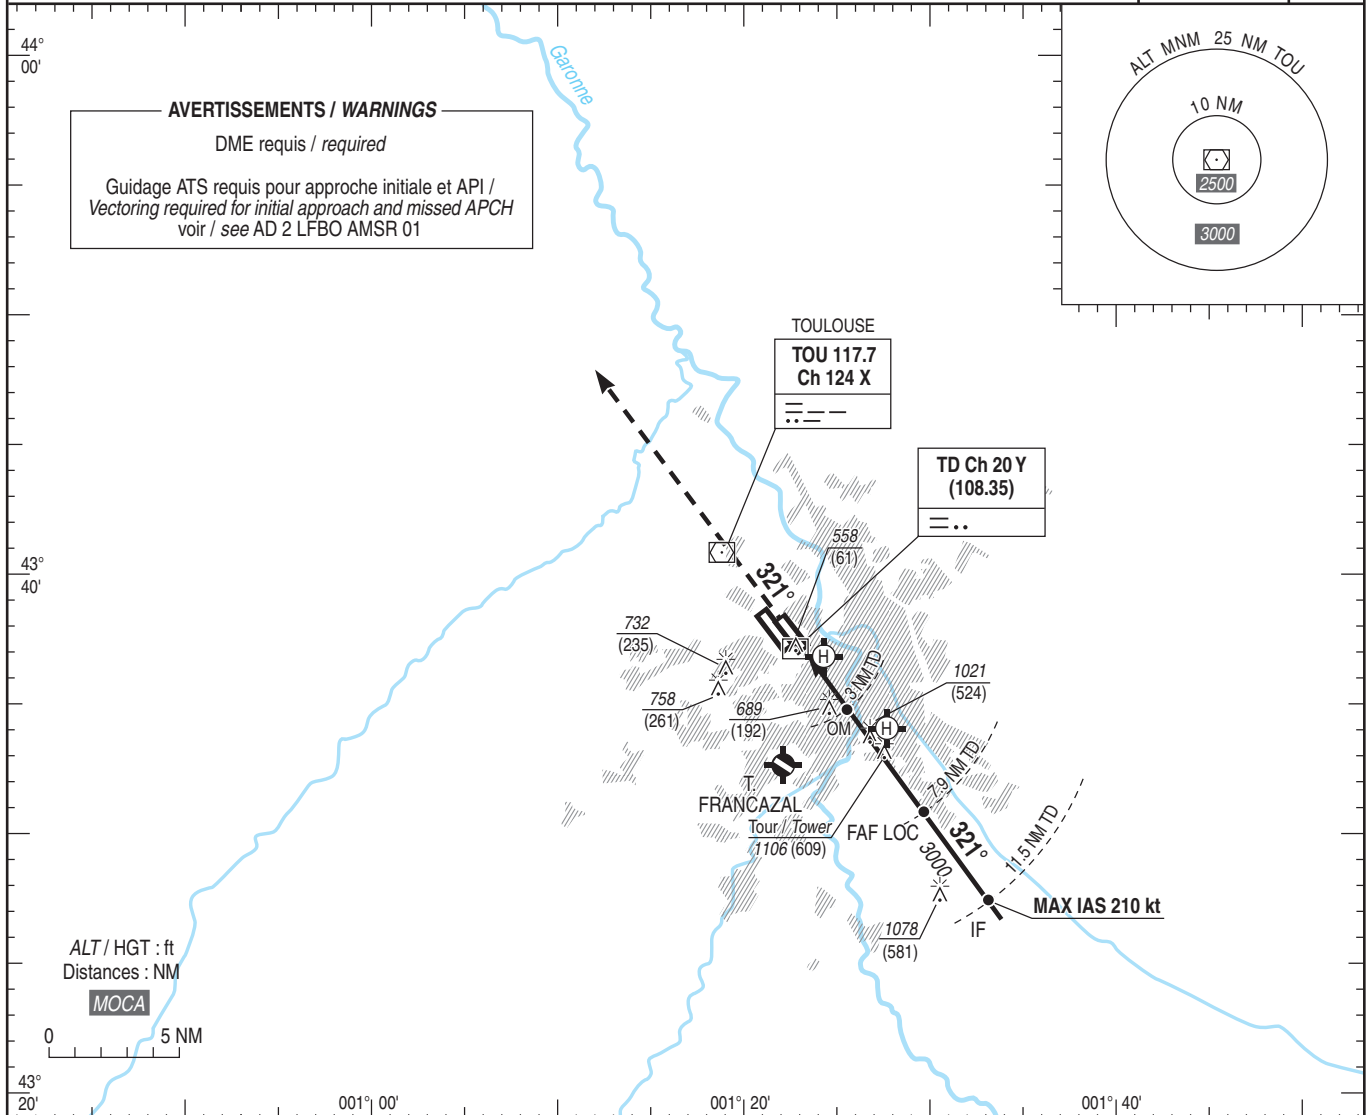 44°
00'
Garonne
AVERTISSEMENTS / WARNINGS
DME requis / required
Guidage ATS requis pour approche initiale et API /
Vectoring required for initial approach and missed APCH
voir / see AD 2 LFBO AMSR 01
ALT MNM 25 NM TOU
10 NM
2500
3000
TOULOUSE
TOU 117.7
Ch 124 X
TD Ch 20 Y
(108.35)
558
(61)
43°
40'
321°
732
(235)
H
3 NM TD
1021
(524)
758
(261)
689
(192)
OM
H
7.9 NM TD
T.
FRANCAZAL
Tour / Tower
1106 (609)
FAF LOC
321°
3000
11.5 NM TD
MAX IAS 210 kt
IF
1078
(581)
ALT / HGT : ft
Distances : NM
MOCA
0 5 NM
43°
20'
001° 00'
001° 20'
001° 40'